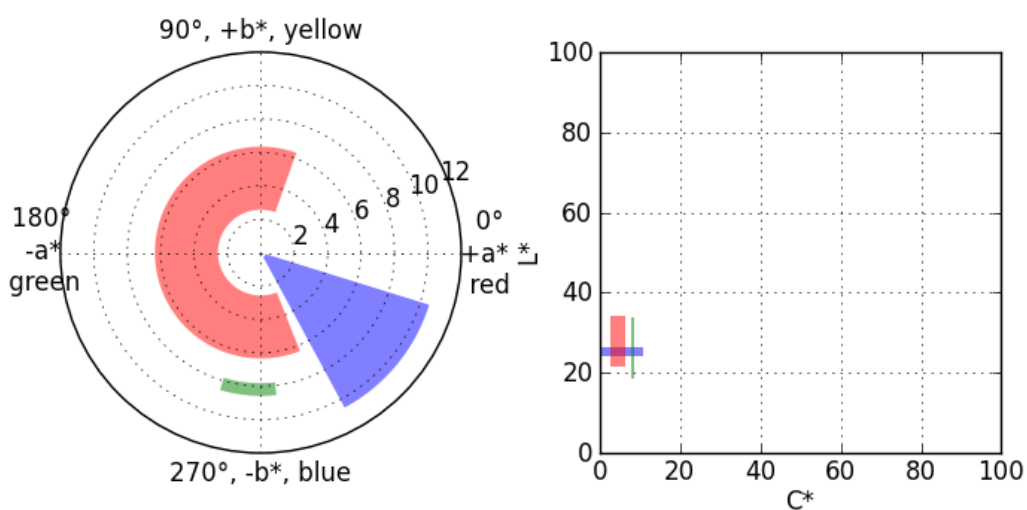 90°, +b*, yellow
180°
-a*
green
2 4 6 8 10 12
0°
+a*
red
270°, -b*, blue
L*
100
80
60
40
20
0
0 20 40 60 80 100
C*